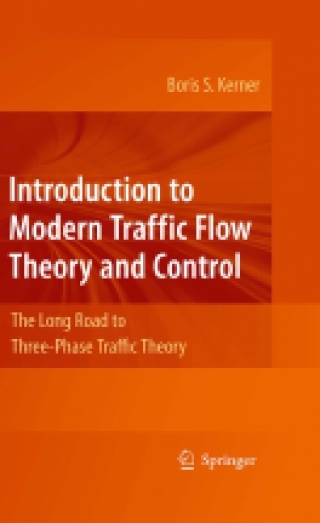 Boris S. Kerner
Introduction to
Modern Traffic Flow
Theory and Control
The Long Road to
Three-Phase Traffic Theory
Springer